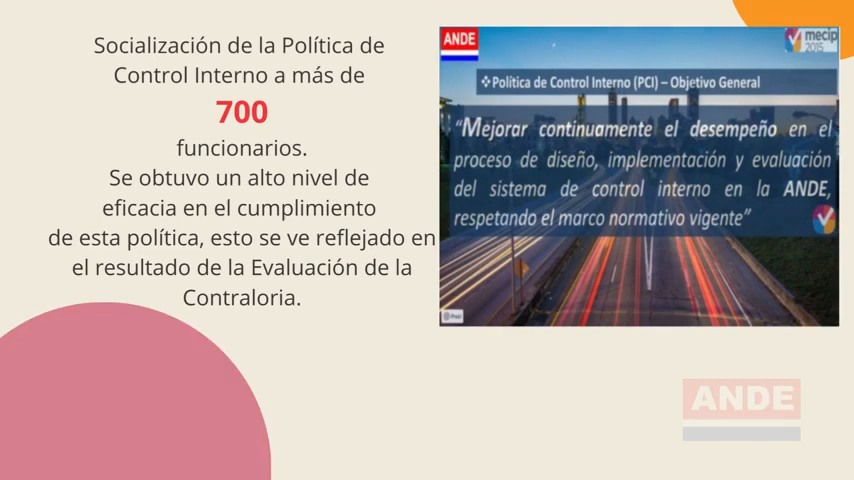 Socialización de la Política de
Control Interno a más de
700
funcionarios.
Se obtuvo un alto nivel de
eficacia en el cumplimiento
de esta política, esto se ve reflejado en
el resultado de la Evaluación de la
Contraloria.
ANDE
mecip
2015
❖Política de Control Interno (PCI) – Objetivo General
“Mejorar continuamente el desempeño en el
proceso de diseño, implementación y evaluación
del sistema de control interno en la ANDE,
respetando el marco normativo vigente”
ANDE